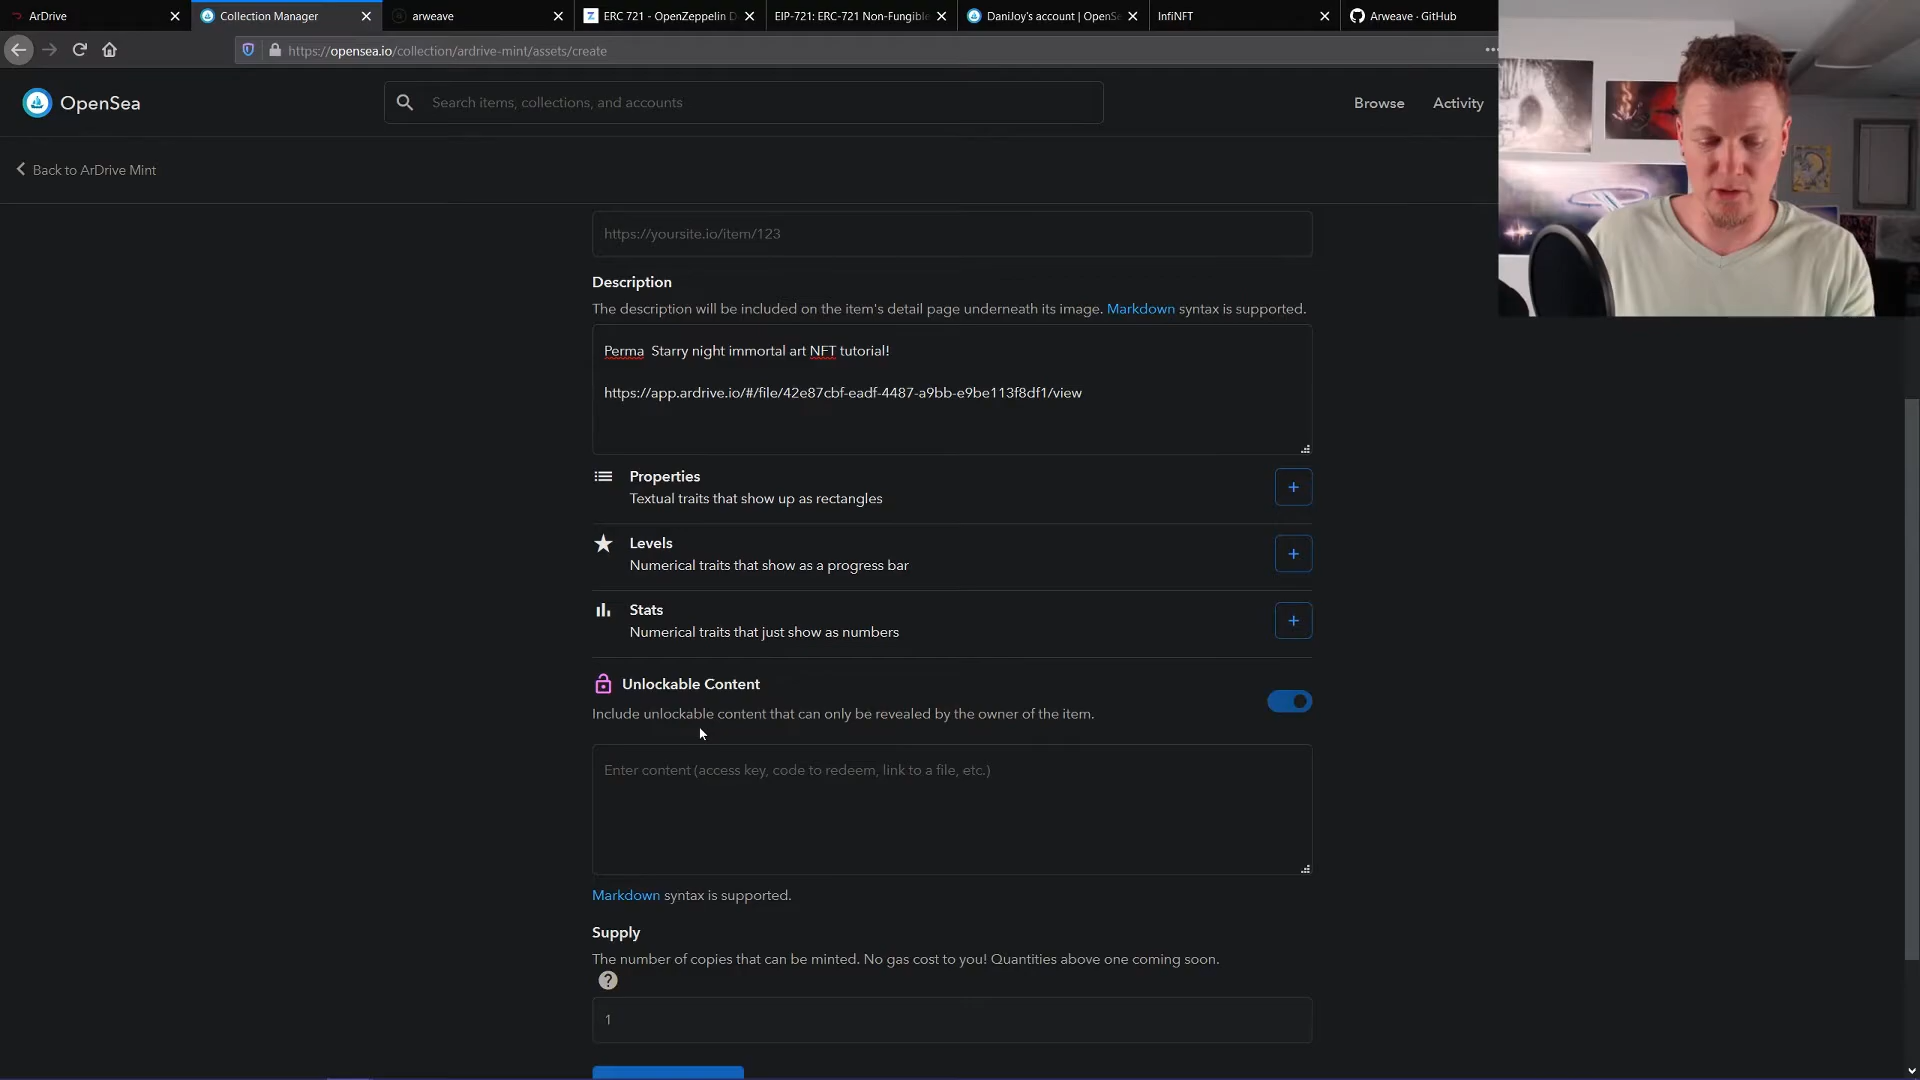 ArDrive
Collection Manager
arweave
ERC 721 - OpenZeppelin D
EIP-721: ERC-721 Non-Fungible
DaniJoy's account | OpenSe
InfiNFT
Arweave · GitHub
https://opensea.io/collection/ardrive-mint/assets/create
OpenSea
Search items, collections, and accounts
Browse
Activity
Back to ArDrive Mint
https://yoursite.io/item/123
Description
The description will be included on the item's detail page underneath its image. Markdown syntax is supported.
Perma  Starry night immortal art NFT tutorial!
https://app.ardrive.io/#/file/42e87cbf-eadf-4487-a9bb-e9be113f8df1/view
Properties
Textual traits that show up as rectangles
Levels
Numerical traits that show as a progress bar
Stats
Numerical traits that just show as numbers
Unlockable Content
Include unlockable content that can only be revealed by the owner of the item.
Enter content (access key, code to redeem, link to a file, etc.)
Markdown syntax is supported.
Supply
The number of copies that can be minted. No gas cost to you! Quantities above one coming soon.
1